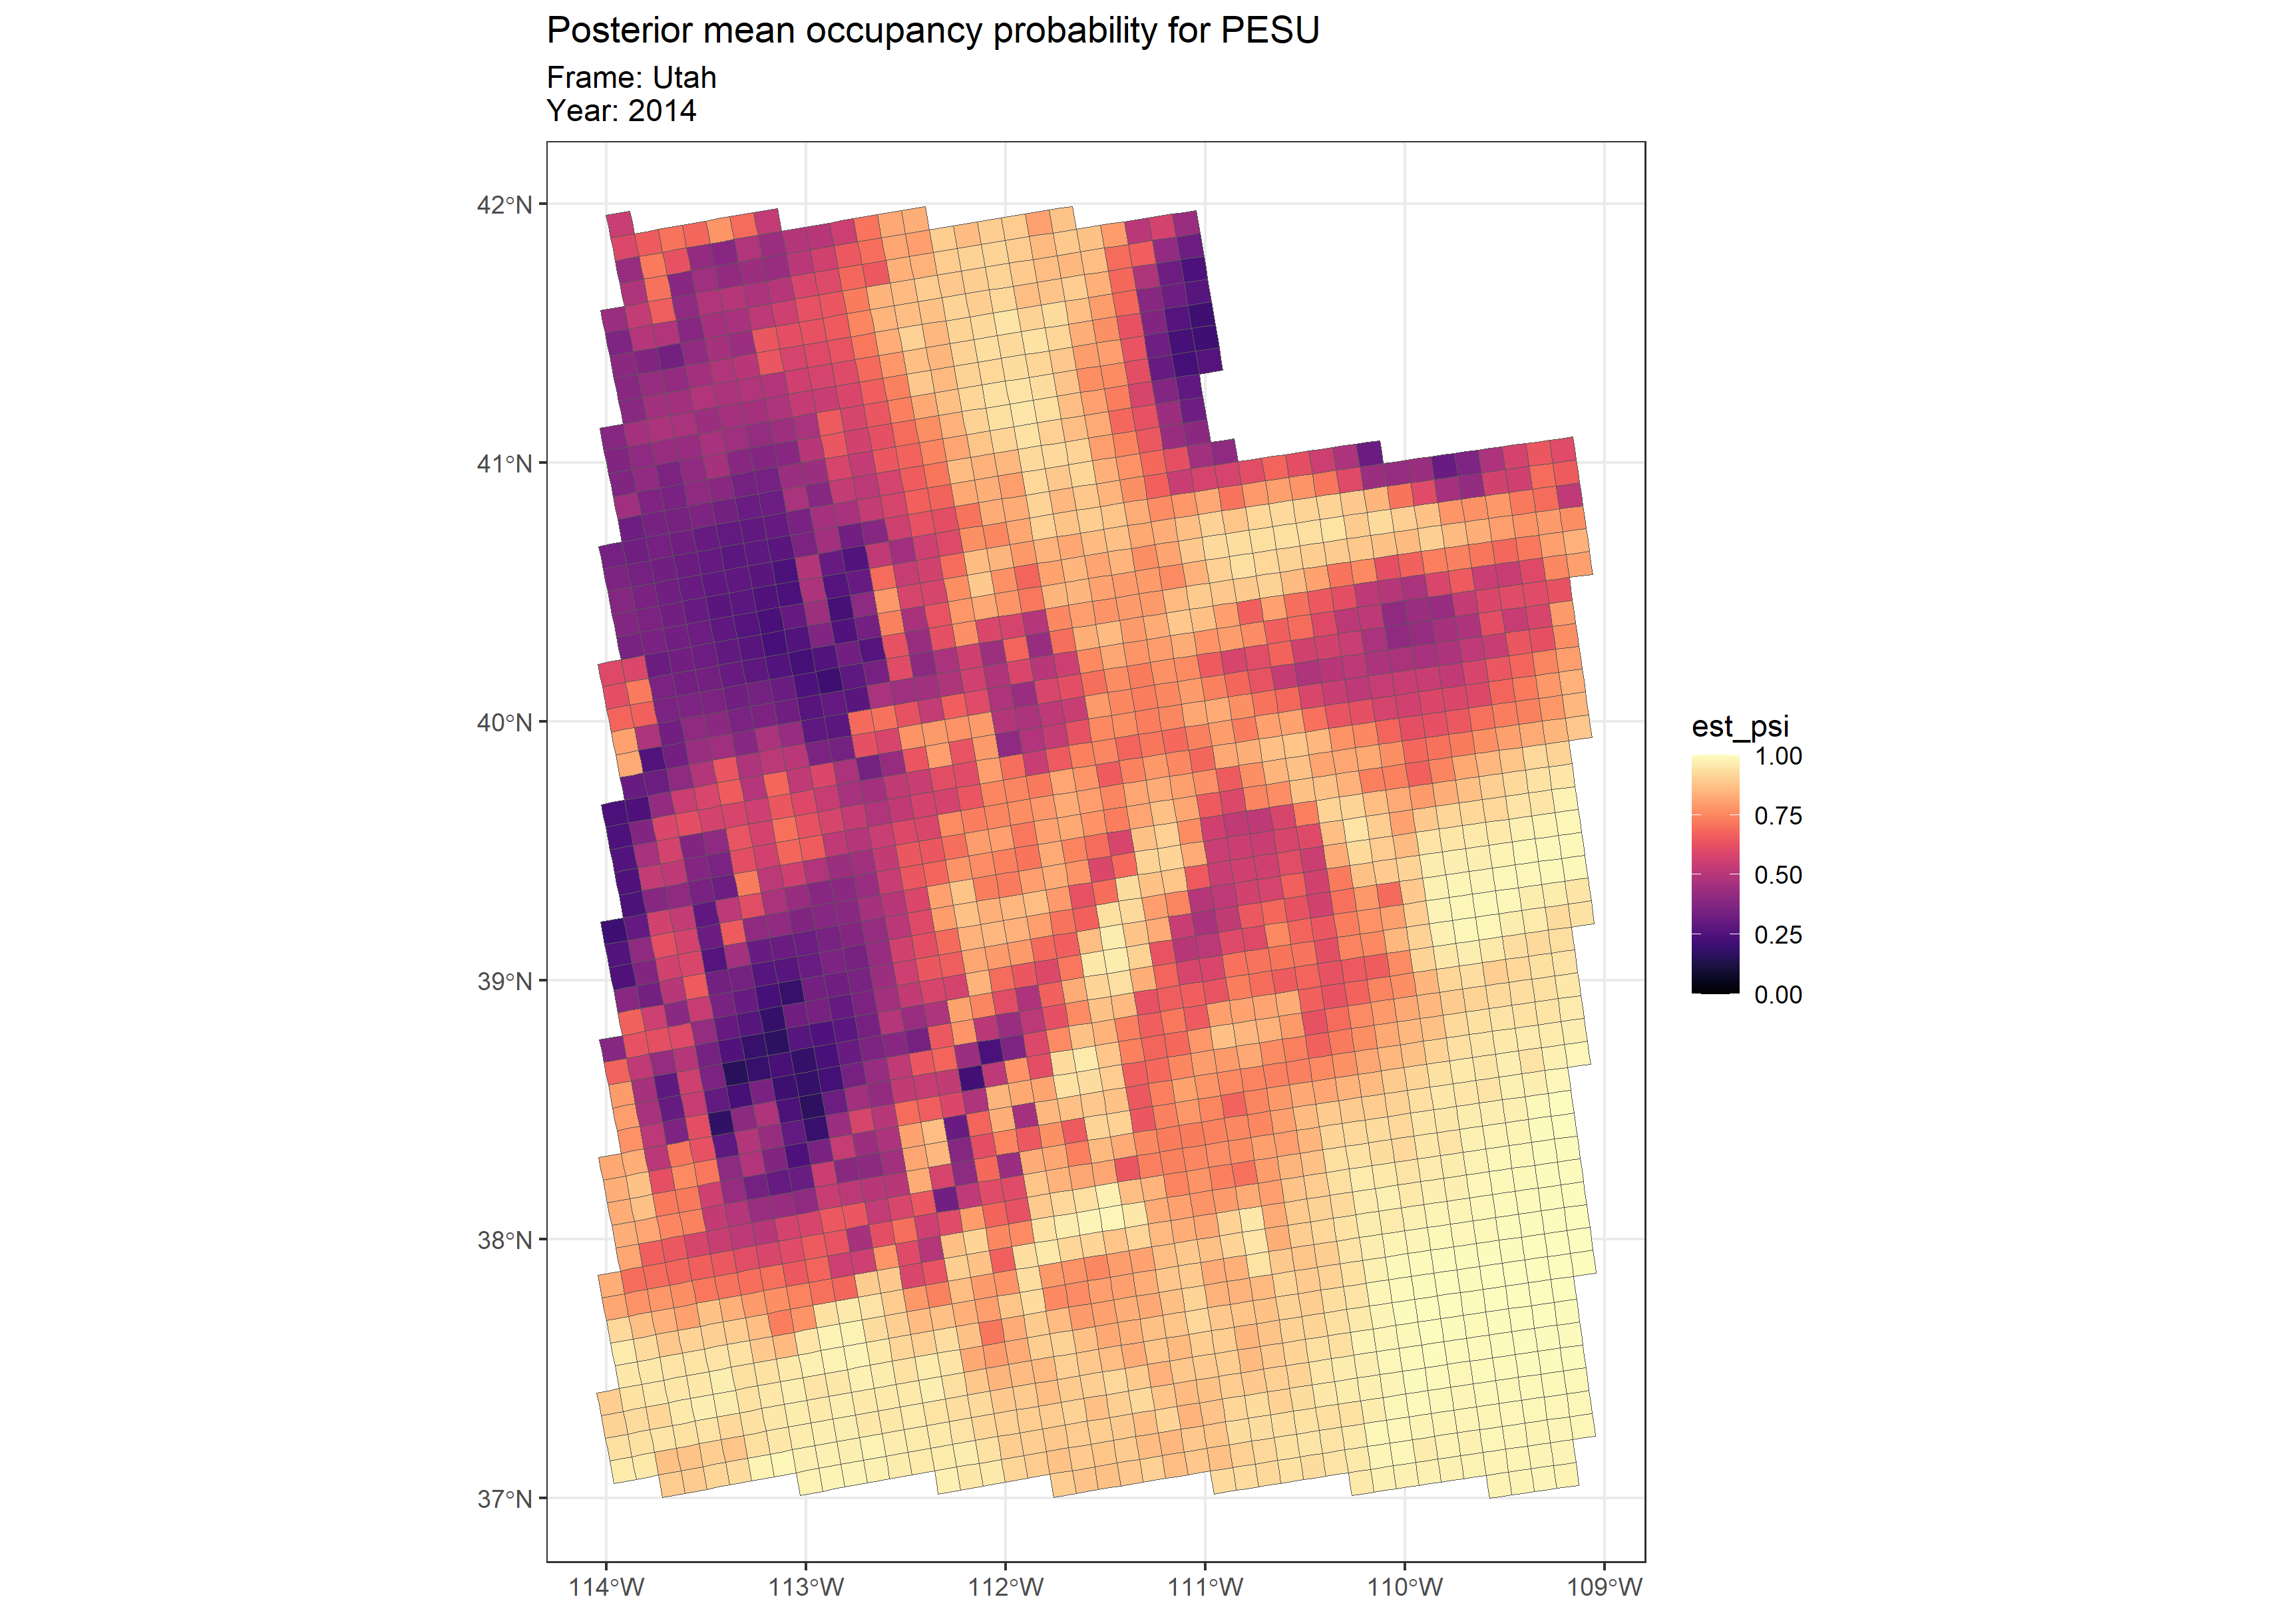 Posterior mean occupancy probability for PESU
Frame: Utah
Year: 2014
42°N
41°N
40°N
39°N
38°N
37°N
114°W
113°W
112°W
111°W
110°W
109°W
est_psi
1.00
0.75
0.50
0.25
0.00